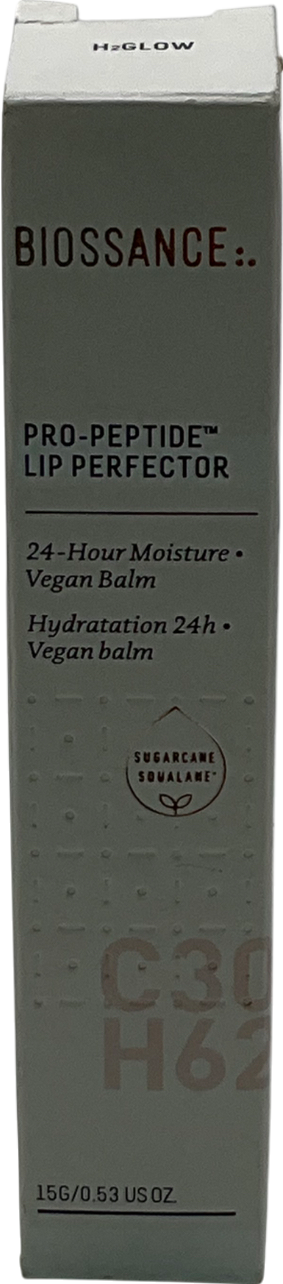 H₂GLOW
BIOSSANCE:.
PRO-PEPTIDE™
LIP PERFECTOR
24-Hour Moisture •
Vegan Balm
Hydratation 24h •
Vegan balm
SUGARCANE
SQUALANE™
C30
H62
15G/0.53 US OZ.